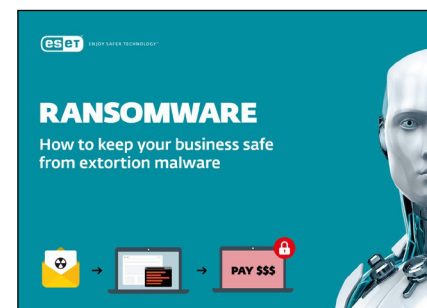 eset ENJOY SAFER TECHNOLOGY™
RANSOMWARE
How to keep your business safe
from extortion malware
PAY $$$